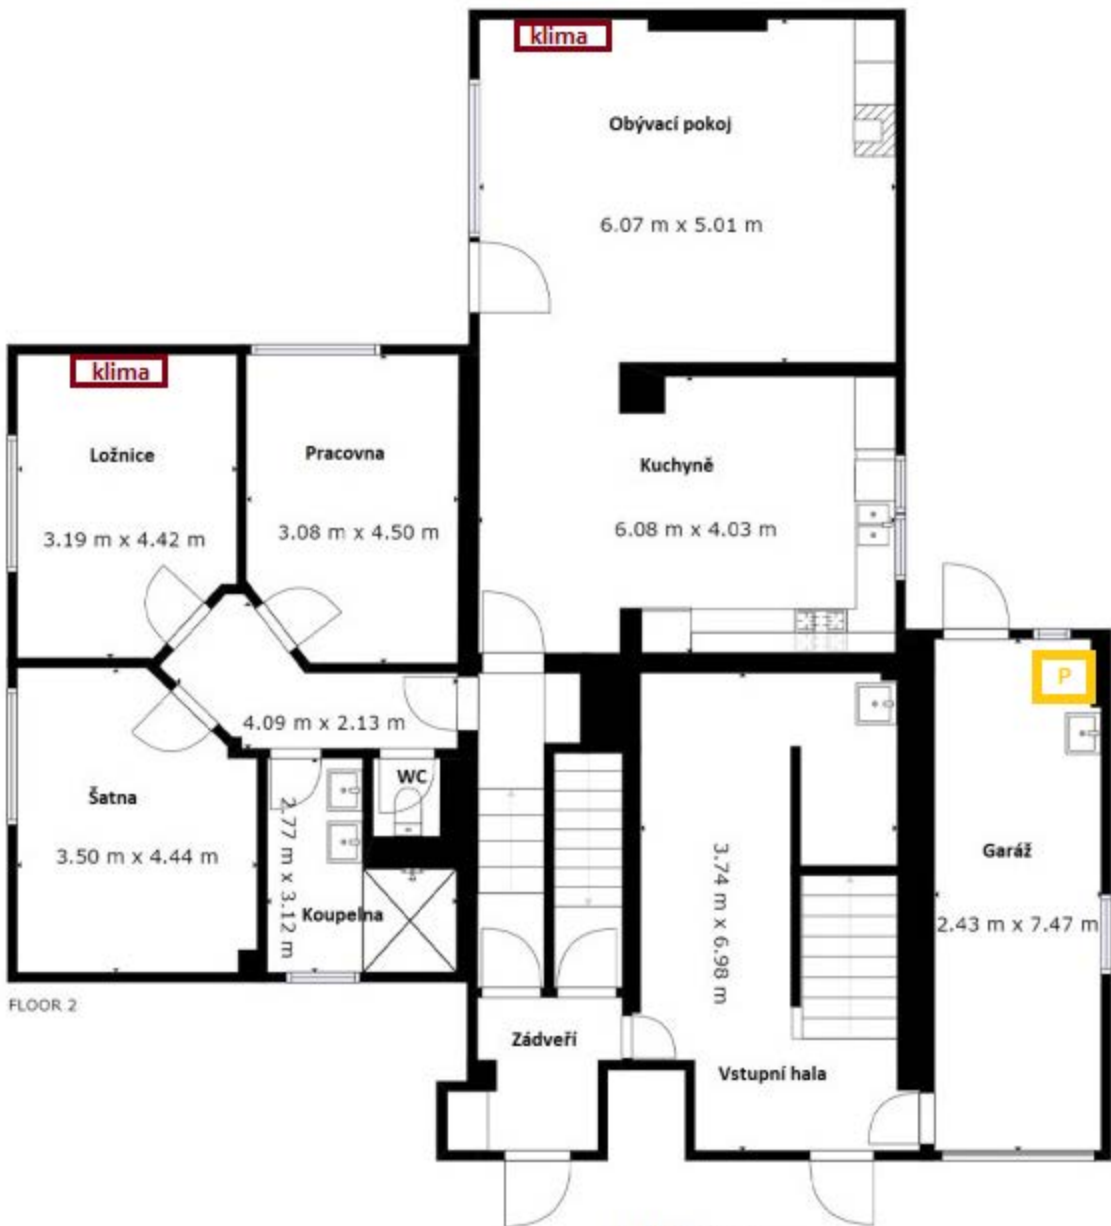 klima
Obývací pokoj
6.07 m x 5.01 m
klima
Ložnice
3.19 m x 4.42 m
Pracovna
3.08 m x 4.50 m
Kuchyně
6.08 m x 4.03 m
P
4.09 m x 2.13 m
WC
Šatna
3.50 m x 4.44 m
2.77 m x 3.12 m
Koupelna
3.74 m x 6.98 m
Garáž
2.43 m x 7.47 m
FLOOR 2
Zádveří
Vstupní hala